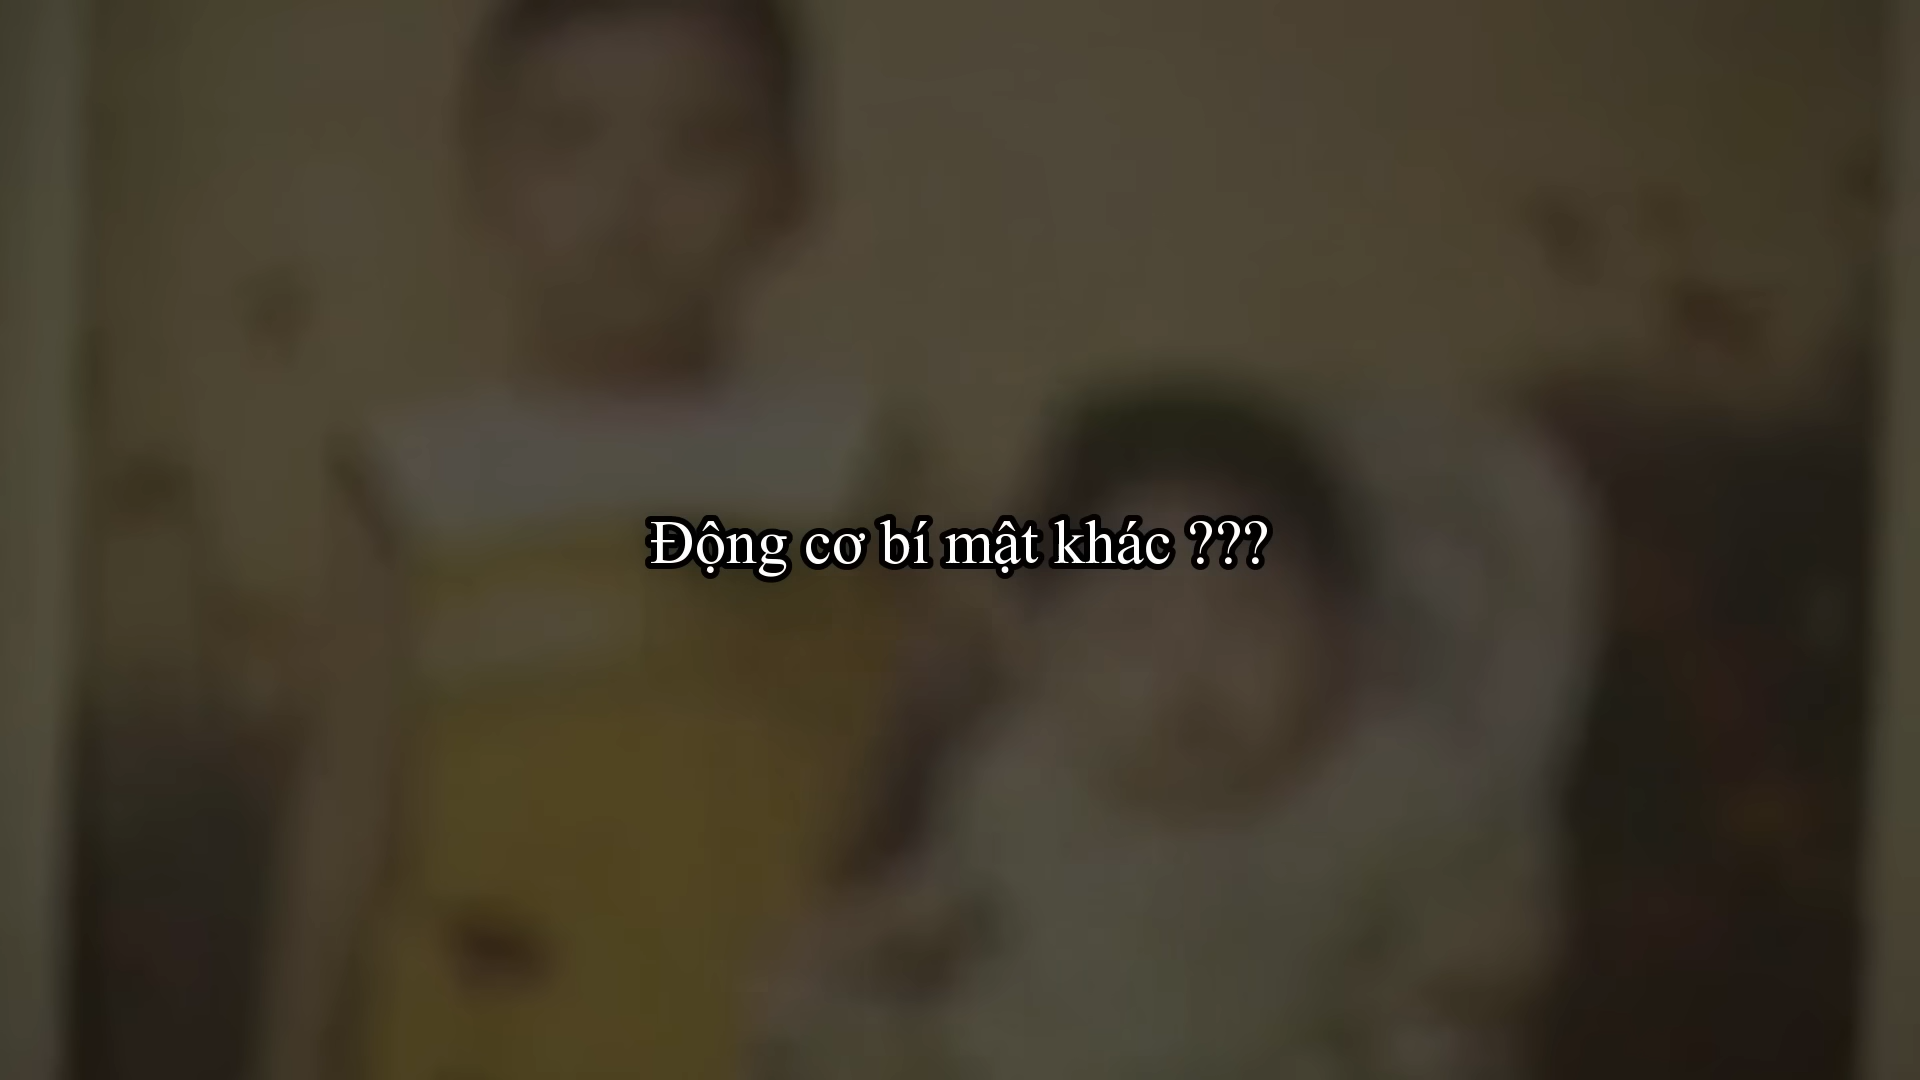 Động cơ bí mật khác ???